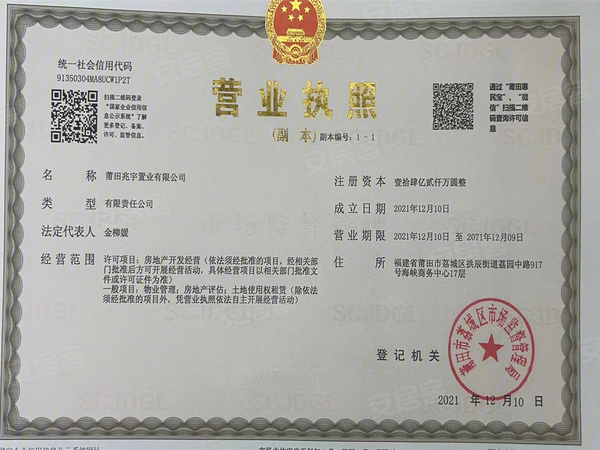 统一社会信用代码
91350304MA8UCW1P2T
扫描二维码登录
“国家企业信用信
息公示系统”了解
更多登记、备案、
许可、监管信息。
营业执照
(副本) 副本编号：1-1
通过“莆田惠
民宝”、“微
信”扫描二维
码查询许可信
息
名称 莆田兆宇置业有限公司
类型 有限责任公司
法定代表人 金柳媛
经营范围 许可项目：房地产开发经营（依法须经批准的项目，经相关部
门批准后方可开展经营活动，具体经营项目以相关部门批准文
件或许可证件为准）
一般项目：物业管理；房地产评估；土地使用权租赁（除依法
须经批准的项目外，凭营业执照依法自主开展经营活动）
注册资本 壹拾肆亿贰仟万圆整
成立日期 2021年12月10日
营业期限 2021年12月10日 至 2071年12月09日
住所 福建省莆田市荔城区拱辰街道荔园中路917
号海峡商务中心17层
登记机关
莆田市荔城区市场监督管理局
2021 年 12 月 10 日